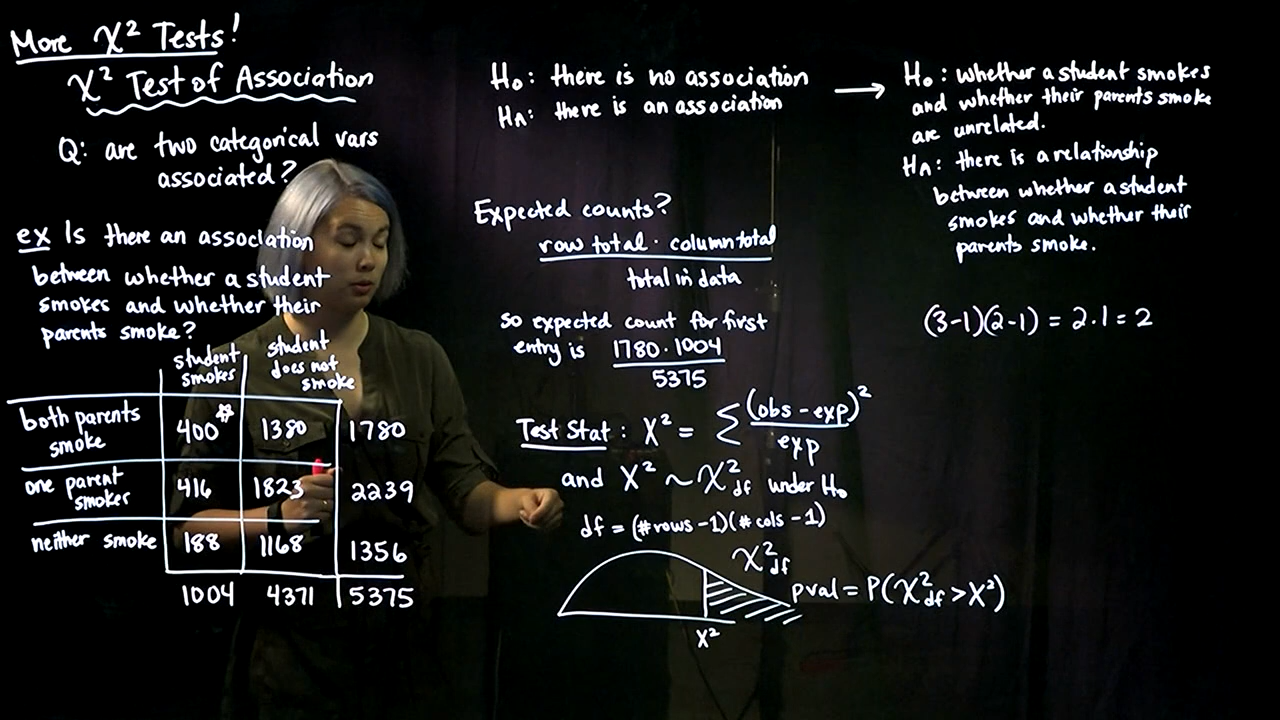 More χ² Tests!
χ² Test of Association
Q: are two categorical vars
associated?
ex Is there an association
between whether a student
smokes and whether their
parents smoke?
student smokes
student does not smoke
both parents smoke 400* 1380 1780
one parent smokes 416 1823 2239
neither smoke 188 1168 1356
1004 4371 5375
H₀: there is no association
Hₐ: there is an association
→
Expected counts?
row total · column total
total in data
so expected count for first
entry is 1780 · 1004
5375
Test Stat: X² = Σ (obs - exp)²
exp
and X² ~ χ²df under H₀
df = (#rows - 1)(# cols - 1)
χ²df
pval = P(χ²df > X²)
X²
H₀: whether a student smokes
and whether their parents smoke
are unrelated.
Hₐ: there is a relationship
between whether a student
smokes and whether their
parents smoke.
(3-1)(2-1) = 2·1 = 2